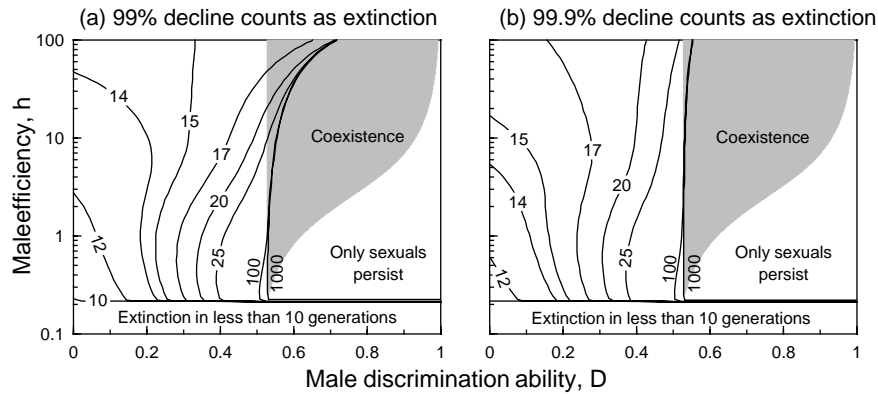 (a) 99% decline counts as extinction
(b) 99.9% decline counts as extinction
Maleefficiency, h
100
10
1
0.1
0
0.2
0.4
0.6
0.8
1
0
0.2
0.4
0.6
0.8
1
14
15
17
20
25
12
10
100
1000
Coexistence
Only sexuals
persist
Extinction in less than 10 generations
15
14
12
17
20
25
100
1000
Coexistence
Only sexuals
persist
Extinction in less than 10 generations
Male discrimination ability, D